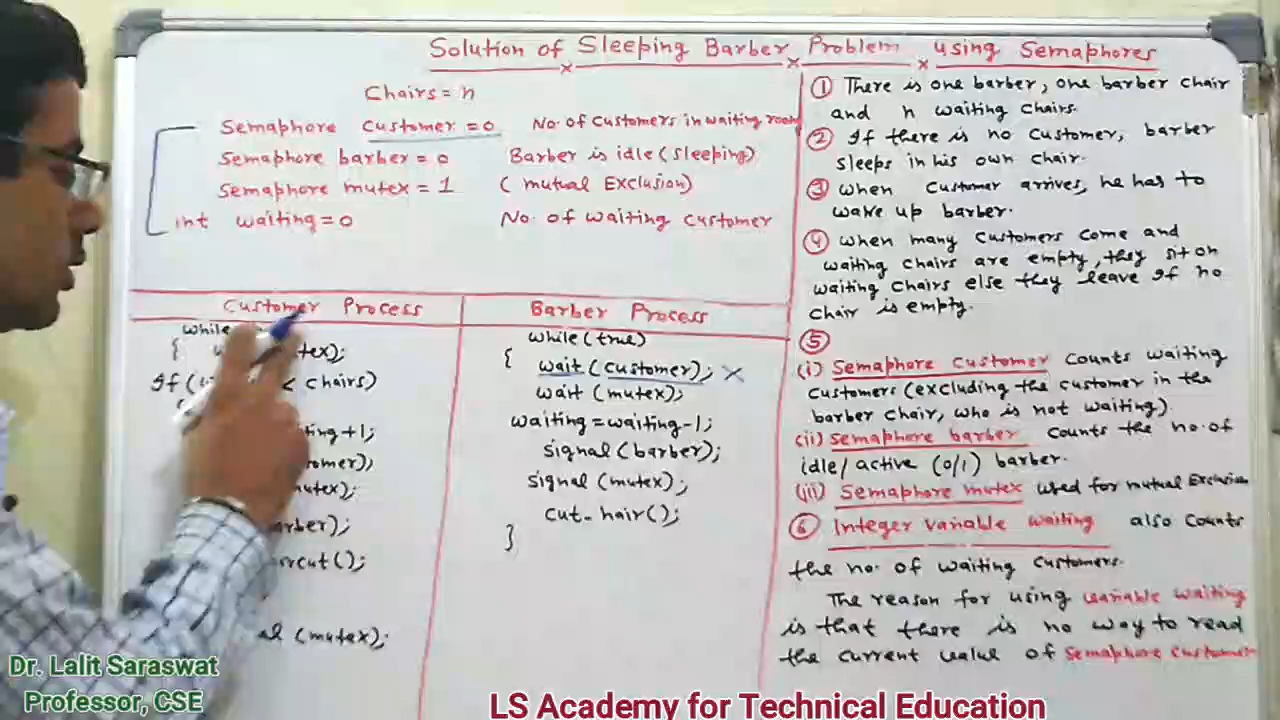 Solution of Sleeping Barber Problem using Semaphores
Chairs = n
Semaphore customer = 0 No. of customers in waiting room
Semaphore barber = 0 Barber is idle (sleeping)
Semaphore mutex = 1 (mutual Exclusion)
int waiting = 0 No. of waiting customer
Customer Process
while
{ tex);
If ( < chairs)
ting+1;
tomer);
mutex);
arber);
ircut();
al (mutex);
Barber Process
while(true)
{ wait (customer); ×
wait (mutex);
waiting=waiting-1;
signal(barber);
signal (mutex);
cut_hair();
}
① There is one barber, one barber chair
and n waiting chairs.
② If there is no customer, barber
sleeps in his own chair.
③ when customer arrives, he has to
wake up barber.
④ when many customers come and
waiting chairs are empty, they sit on
waiting chairs else they leave If no
chair is empty.
⑤
(i) Semaphore customer counts waiting
customers (excluding the customer in the
barber chair, who is not waiting).
(ii) Semaphore barber counts the no. of
idle/active (0/1) barber.
(iii) Semaphore mutex used for mutual Exclusion
⑥ Integer variable waiting also counts
the no. of waiting customers.
The reason for using variable waiting
is that there is no way to read
the current value of Semaphore customer
Dr. Lalit Saraswat
Professor, CSE
LS Academy for Technical Education